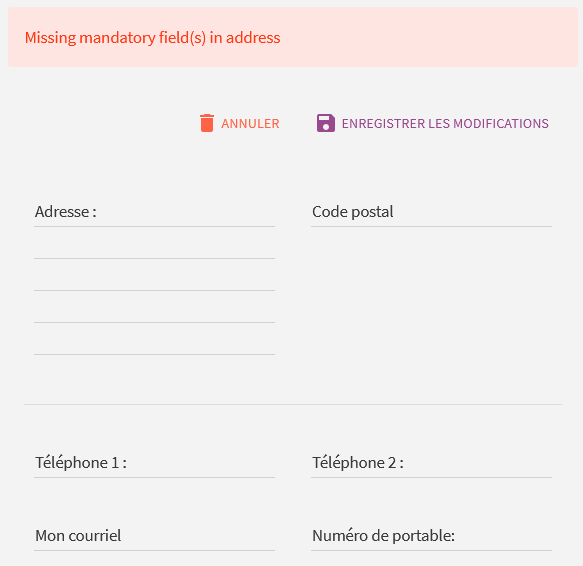 Missing mandatory field(s) in address
ANNULER
ENREGISTRER LES MODIFICATIONS
Adresse :
Code postal
Téléphone 1 :
Téléphone 2 :
Mon courriel
Numéro de portable: